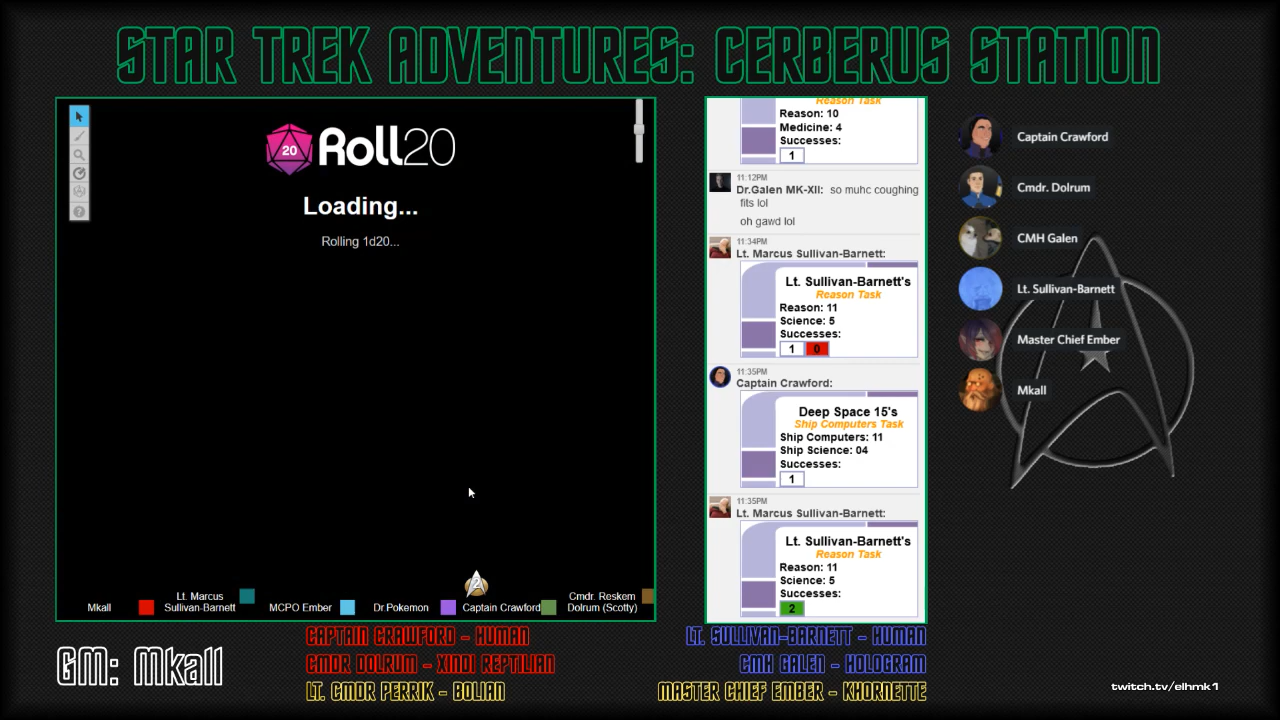 STAR TREK ADVENTURES: CERBERUS STATION
20
Roll20
Loading...
Rolling 1d20...
Mkall
Lt. Marcus
Sullivan-Barnett
MCPO Ember
Dr.Pokemon
Captain Crawford
Cmdr. Reskem
Dolrum (Scotty)
Reason Task
Reason: 10
Medicine: 4
Successes:
1
11:12PM
Dr.Galen MK-XII: so muhc coughing
fits lol
oh gawd lol
11:34PM
Lt. Marcus Sullivan-Barnett:
Lt. Sullivan-Barnett's
Reason Task
Reason: 11
Science: 5
Successes:
1 0
11:35PM
Captain Crawford:
Deep Space 15's
Ship Computers Task
Ship Computers: 11
Ship Science: 04
Successes:
1
11:35PM
Lt. Marcus Sullivan-Barnett:
Lt. Sullivan-Barnett's
Reason Task
Reason: 11
Science: 5
Successes:
2
Captain Crawford
Cmdr. Dolrum
CMH Galen
Lt. Sullivan-Barnett
Master Chief Ember
Mkall
GM: Mkall
CAPTAIN CRAWFORD - HUMAN
CMDR DOLRUM - XINDI REPTILIAN
LT. CMDR PERRIK - BOLIAN
LT. SULLIVAN-BARNETT - HUMAN
CMH GALEN - HOLOGRAM
MASTER CHIEF EMBER - KHORNETTE
twitch.tv/elhmk1